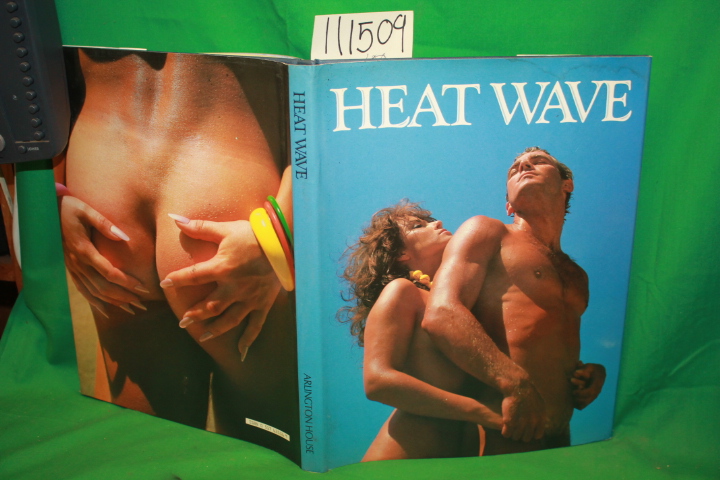 111509
HEAT WAVE
HEAT WAVE
ARLINGTON HOUSE